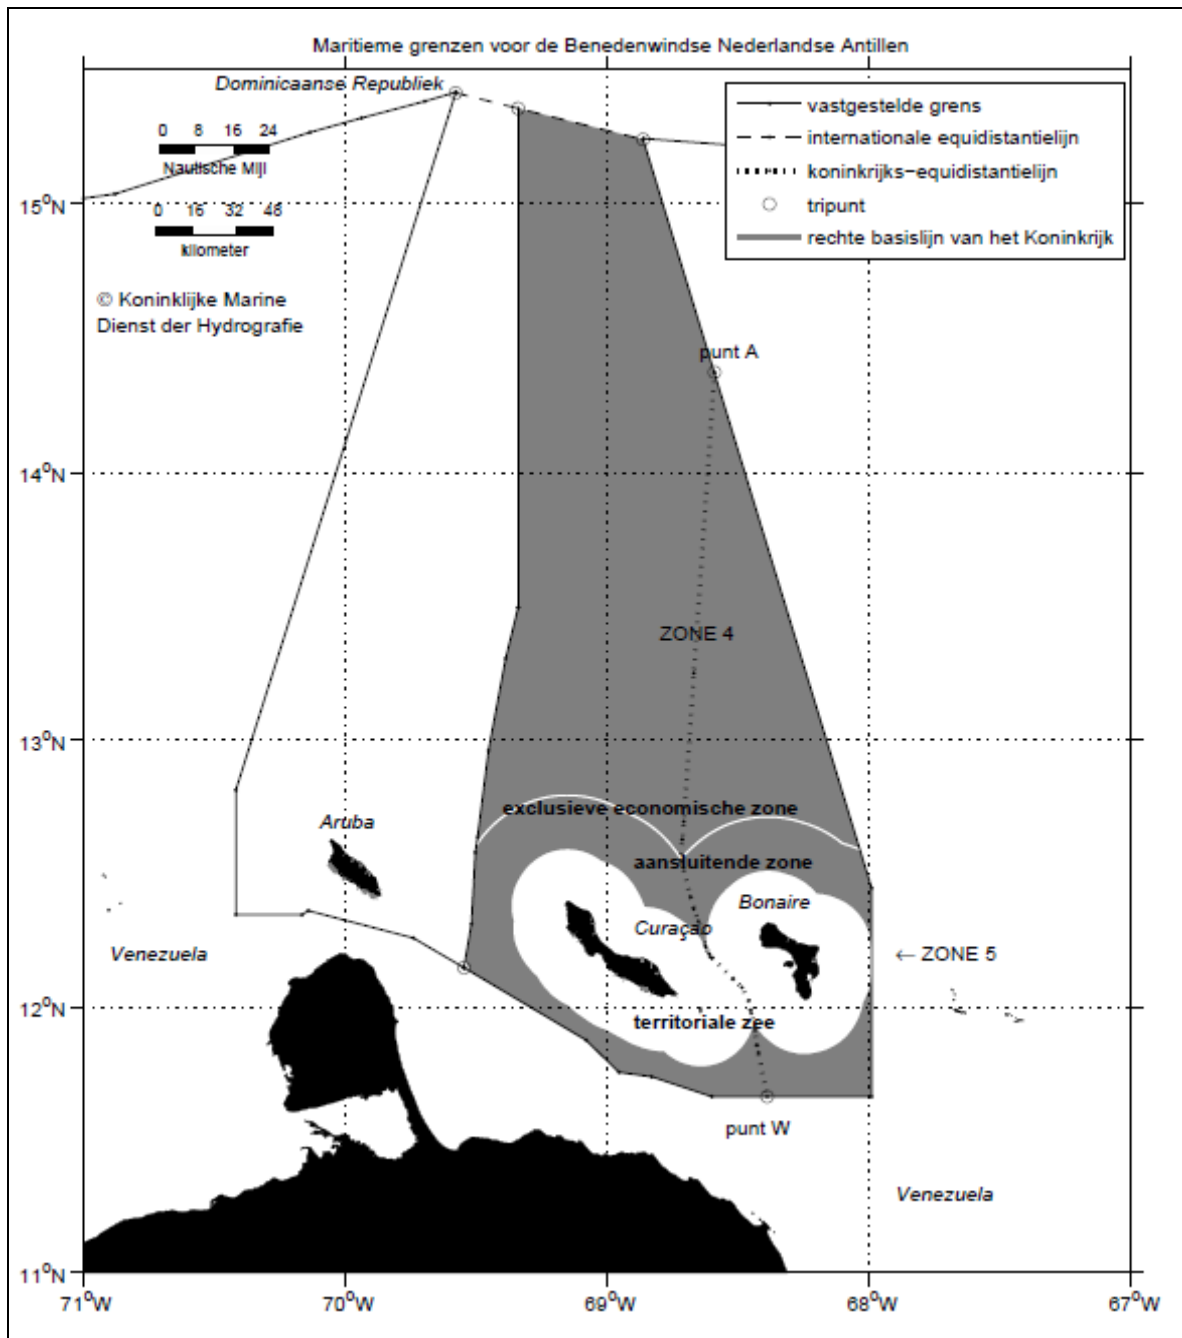 Maritieme grenzen voor de Benedenwindse Nederlandse Antillen
Dominicaanse Republiek
0 8 16 24
Nautische Mijl
0 16 32 48
kilometer
© Koninklijke Marine
Dienst der Hydrografie
vastgestelde grens
internationale equidistantielijn
koninkrijks-equidistantielijn
tripunt
rechte basislijn van het Koninkrijk
15°N
punt A
14°N
ZONE 4
13°N
exclusieve economische zone
Aruba
aansluitende zone
Bonaire
Curaçao
Venezuela
← ZONE 5
12°N
territoriale zee
punt W
Venezuela
11°N
71°W 70°W 69°W 68°W 67°W